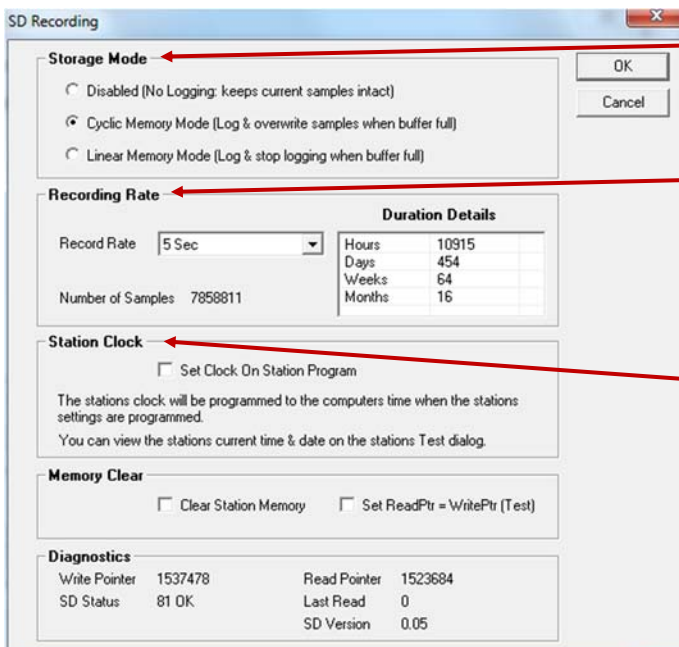 SD Recording
X
Storage Mode
OK
Disabled (No Logging: keeps current samples intact)
Cancel
Cyclic Memory Mode (Log & overwrite samples when buffer full)
Linear Memory Mode (Log & stop logging when buffer full)
Recording Rate
Duration Details
Record Rate 5 Sec
Hours 10915
Days 454
Weeks 64
Months 16
Number of Samples 7858811
Station Clock
Set Clock On Station Program
The stations clock will be programmed to the computers time when the stations
settings are programmed.
You can view the stations current time & date on the stations Test dialog.
Memory Clear
Clear Station Memory Set ReadPtr = WritePtr (Test)
Diagnostics
Write Pointer 1537478 Read Pointer 1523684
SD Status 81 OK Last Read 0
SD Version 0.05